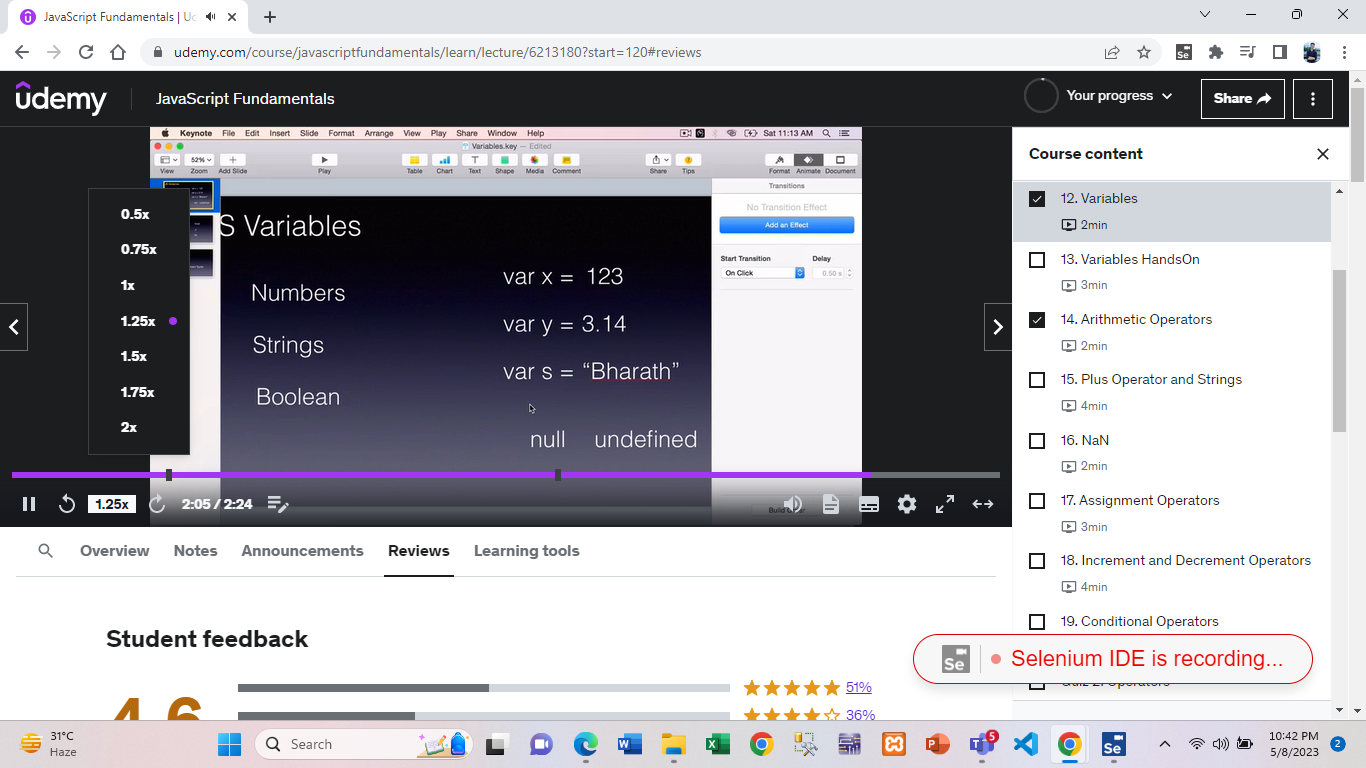 JavaScript Fundamentals | Ud
udemy.com/course/javascriptfundamentals/learn/lecture/6213180?start=120#reviews
udemy
JavaScript Fundamentals
Your progress
Share
Keynote File Edit Insert Slide Format Arrange View Play Share Window Help
Sat 11:13 AM
Variables.key — Edited
52%
View Zoom Add Slide Play Table Chart Text Shape Media Comment Share Tips Format Animate Document
Transitions
No Transition Effect
Add an Effect
Start Transition Delay
On Click 0.50 s
S Variables
Numbers
Strings
Boolean
var x = 123
var y = 3.14
var s = “Bharath”
null undefined
0.5x
0.75x
1x
1.25x
1.5x
1.75x
2x
1.25x
2:05 / 2:24
Course content
12. Variables
2min
13. Variables HandsOn
3min
14. Arithmetic Operators
2min
15. Plus Operator and Strings
4min
16. NaN
2min
17. Assignment Operators
3min
18. Increment and Decrement Operators
4min
19. Conditional Operators
Selenium IDE is recording...
Se
Overview Notes Announcements Reviews Learning tools
Student feedback
4.6
51%
36%
31°C
Haze
Search
5
Se
10:42 PM
5/8/2023
2